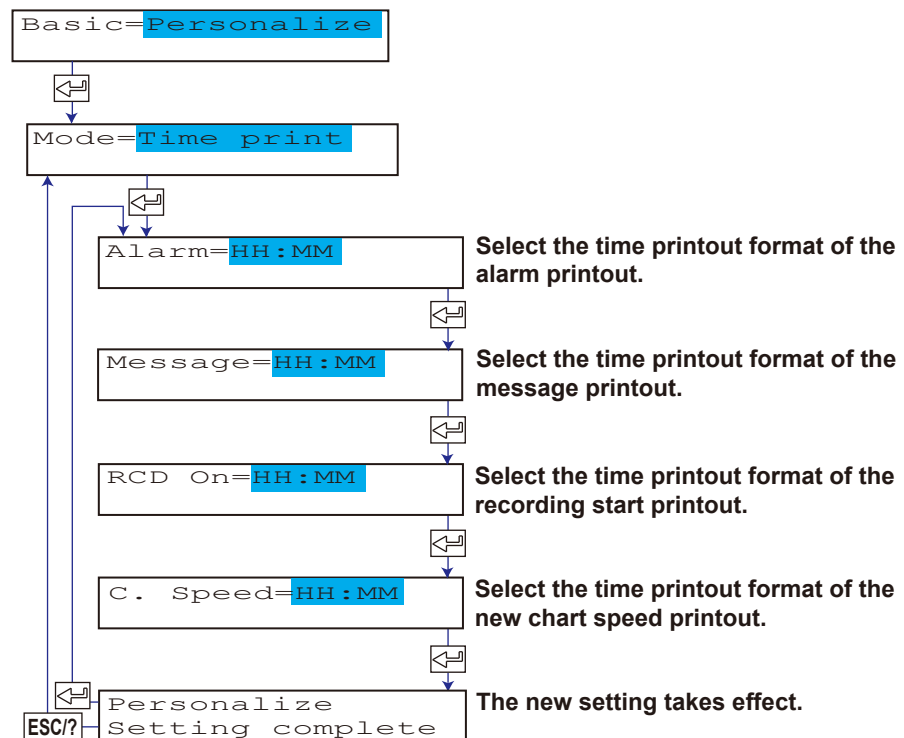 Basic=Personalize
Mode=Time print
Alarm=HH:MM
Select the time printout format of the
alarm printout.
Message=HH:MM
Select the time printout format of the
message printout.
RCD On=HH:MM
Select the time printout format of the
recording start printout.
C. Speed=HH:MM
Select the time printout format of the
new chart speed printout.
Personalize
Setting complete
The new setting takes effect.
ESC/?